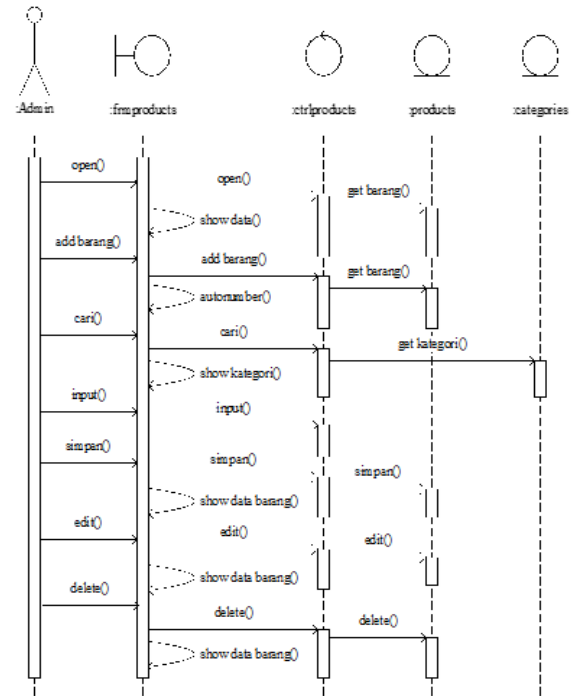 :Admin
:frmproducts
:ctrlproducts
:products
:categories
open()
open()
get barang()
show data()
add barang()
add barang()
get barang()
autonumber()
cari()
cari()
get kategori()
show kategori()
input()
input()
simpan()
simpan()
simpan()
show data barang()
edit()
edit()
edit()
show data barang()
delete()
delete()
delete()
show data barang()